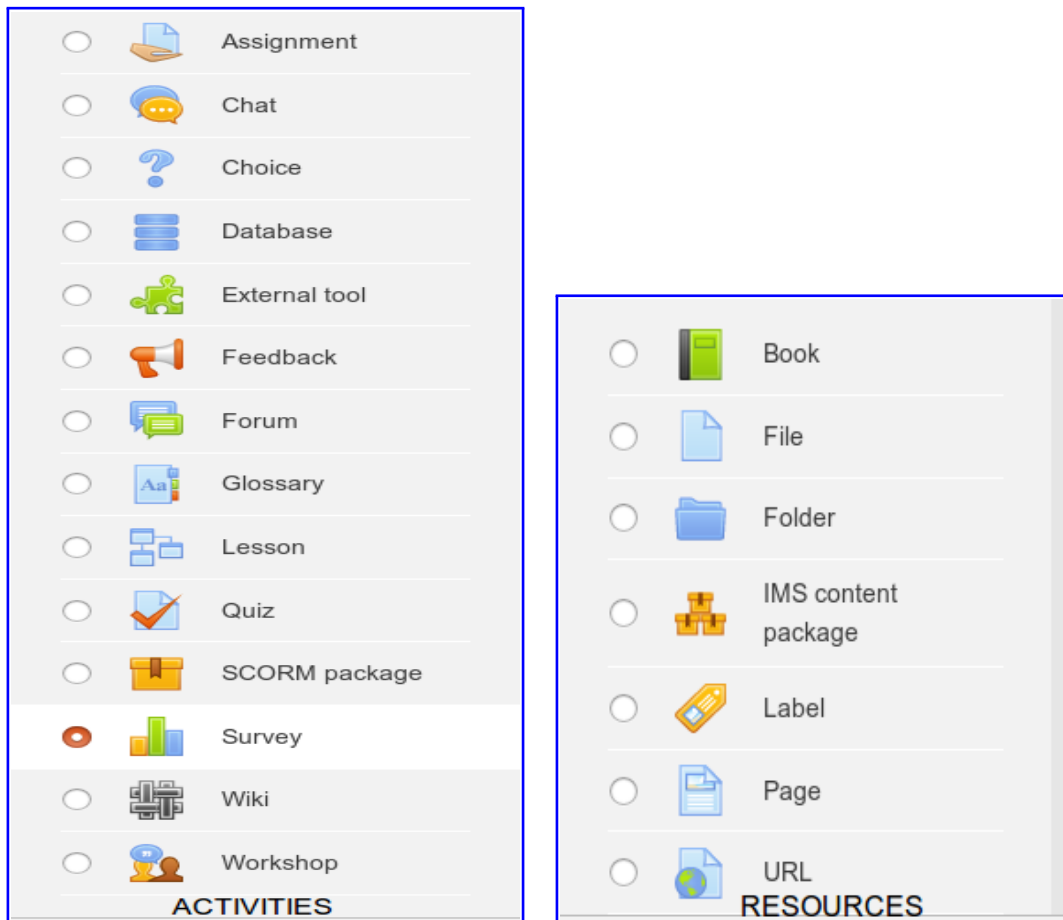 Assignment
Chat
Choice
Database
External tool
Feedback
Forum
Aa
Glossary
Lesson
Quiz
SCORM package
Survey
Wiki
Workshop
ACTIVITIES
Book
File
Folder
IMS content
package
Label
Page
URL
RESOURCES